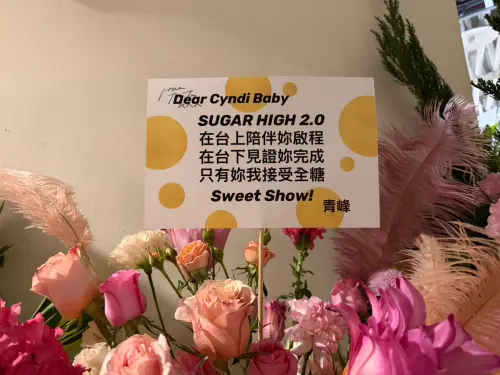 Dear Cyndi Baby
SUGAR HIGH 2.0
在台上陪伴妳啟程
在台下見證妳完成
只有妳我接受全糖
Sweet Show!
青峰